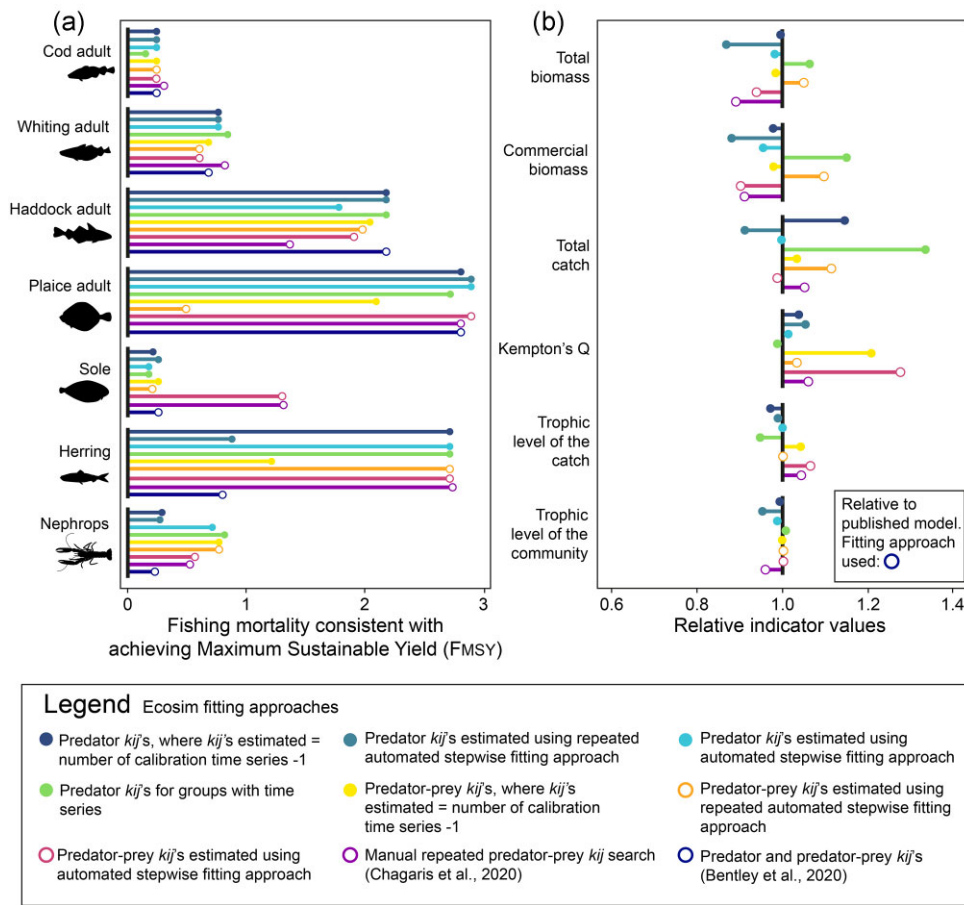 (a)
Cod adult
Whiting adult
Haddock adult
Plaice adult
Sole
Herring
Nephrops
0
1
2
3
Fishing mortality consistent with
achieving Maximum Sustainable Yield (FMSY)
(b)
Total
biomass
Commercial
biomass
Total
catch
Kempton's Q
Trophic
level of the
catch
Trophic
level of the
community
Relative to
published model.
Fitting approach
used:
0.6
0.8
1.0
1.2
1.4
Relative indicator values
Legend Ecosim fitting approaches
Predator kij's, where kij's estimated =
number of calibration time series -1
Predator kij's estimated using repeated
automated stepwise fitting
approach
Predator kij's estimated using
automated stepwise fitting
approach
Predator kij's for groups with time
series
Predator-prey kij's, where kij's
estimated = number of calibration
time series -1
Predator-prey kij's estimated using
repeated automated stepwise fitting
approach
Predator-prey kij's estimated using
automated stepwise fitting approach
Manual repeated predator-prey kij search
(Chagaris et al., 2020)
Predator and predator-prey kij's
(Bentley et al., 2020)